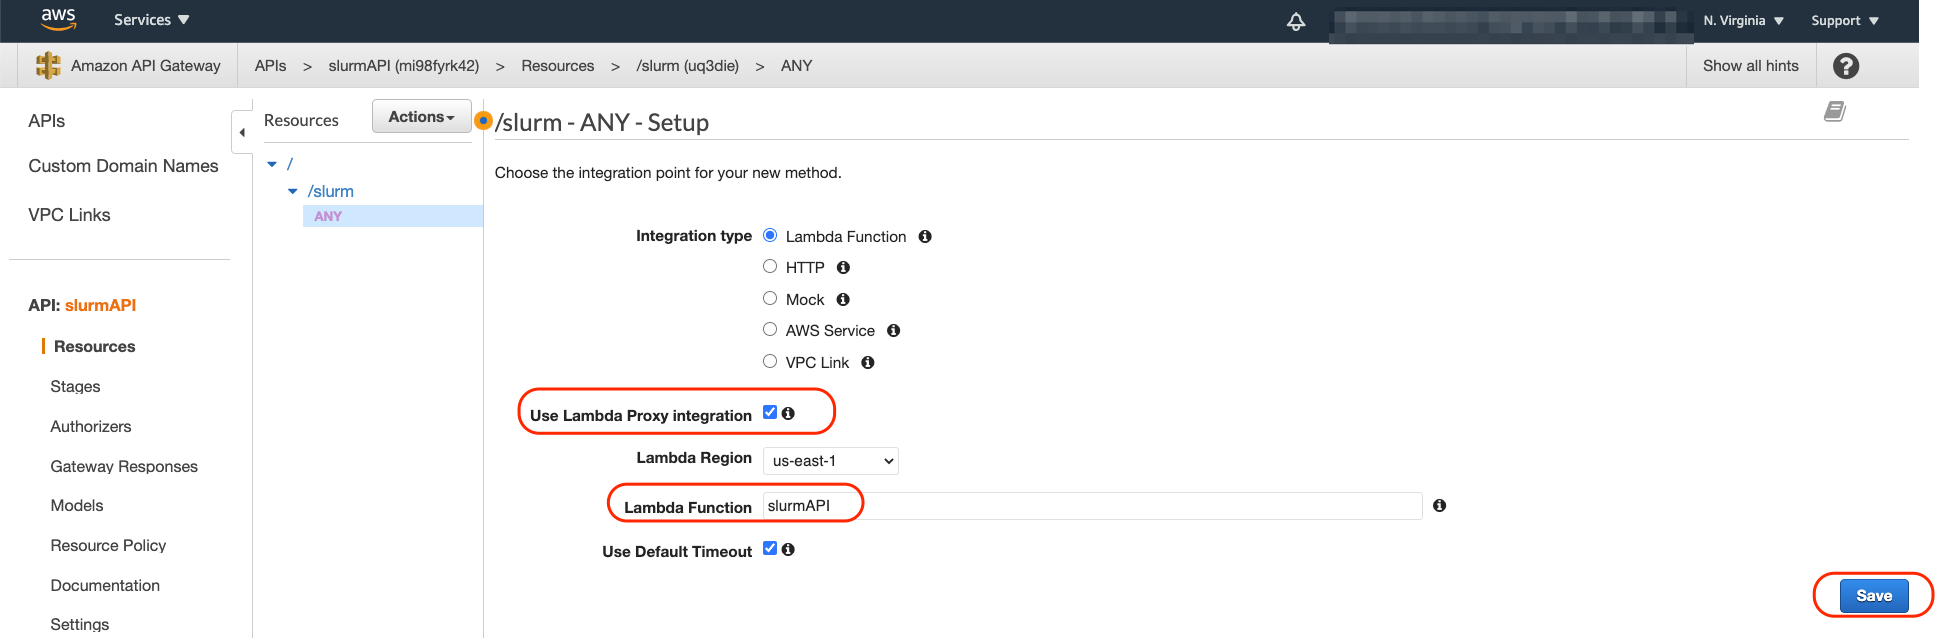 aws Services N. Virginia Support
Amazon API Gateway APIs > slurmAPI (mi98fyrk42) > Resources > /slurm (uq3die) > ANY Show all hints ?
APIs
Custom Domain Names
VPC Links
API: slurmAPI
Resources
Stages
Authorizers
Gateway Responses
Models
Resource Policy
Documentation
Settings
Resources Actions
/
/slurm
ANY
/slurm - ANY - Setup
Choose the integration point for your new method.
Integration type Lambda Function
HTTP
Mock
AWS Service
VPC Link
Use Lambda Proxy integration
Lambda Region us-east-1
Lambda Function slurmAPI
Use Default Timeout
Save